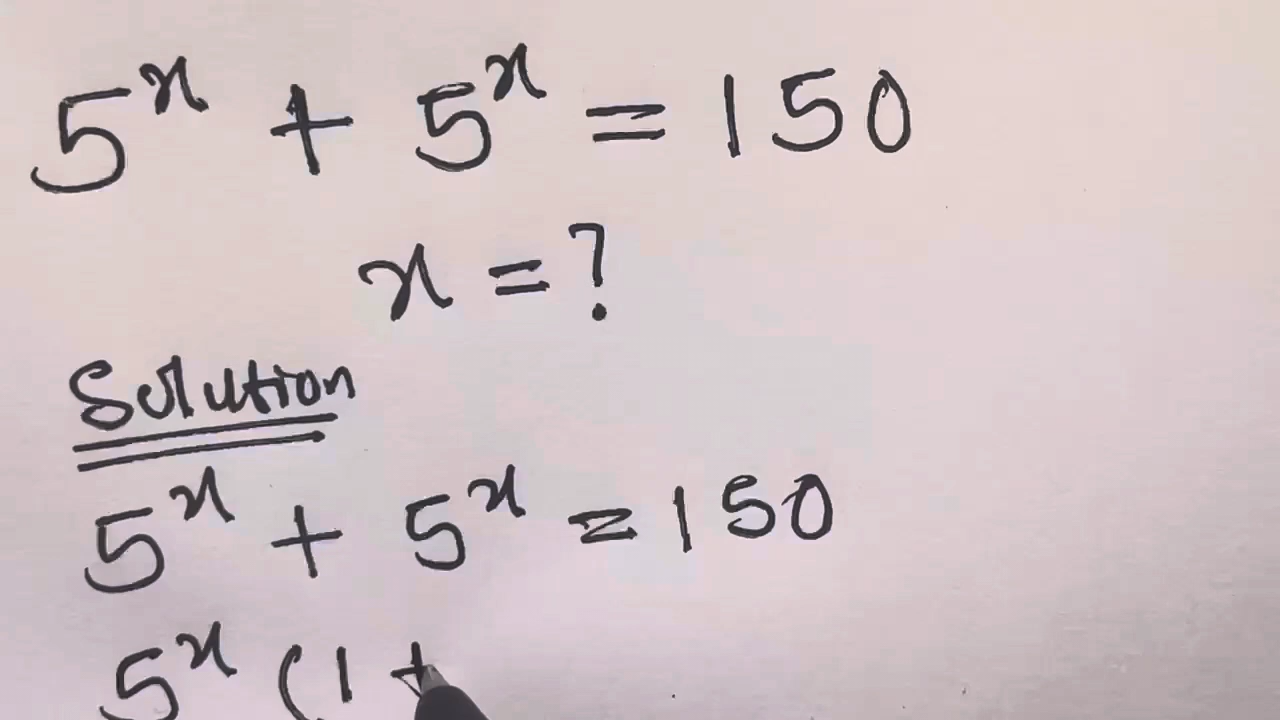 5^x + 5^x = 150
x = ?
Solution
5^x + 5^x = 150
5^x (1 +